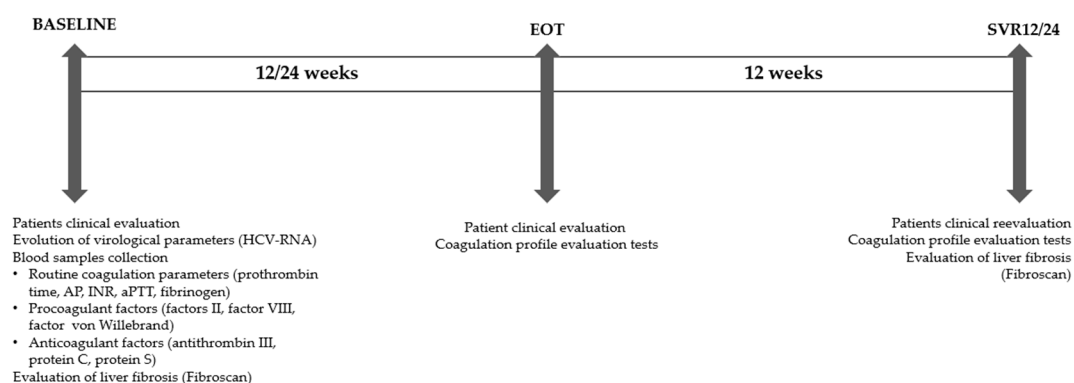 BASELINE
EOT
SVR12/24
12/24 weeks
12 weeks
Patients clinical evaluation
Evolution of virological parameters (HCV-RNA)
Blood samples collection
• Routine coagulation parameters (prothrombin
time, AP, INR, aPTT, fibrinogen)
• Procoagulant factors (factors II, factor VIII,
factor von Willebrand)
• Anticoagulant factors (antithrombin III,
protein C, protein S)
Evaluation of liver fibrosis (Fibroscan)
Patient clinical evaluation
Coagulation profile evaluation tests
Patients clinical reevaluation
Coagulation profile evaluation tests
Evaluation of liver fibrosis
(Fibroscan)